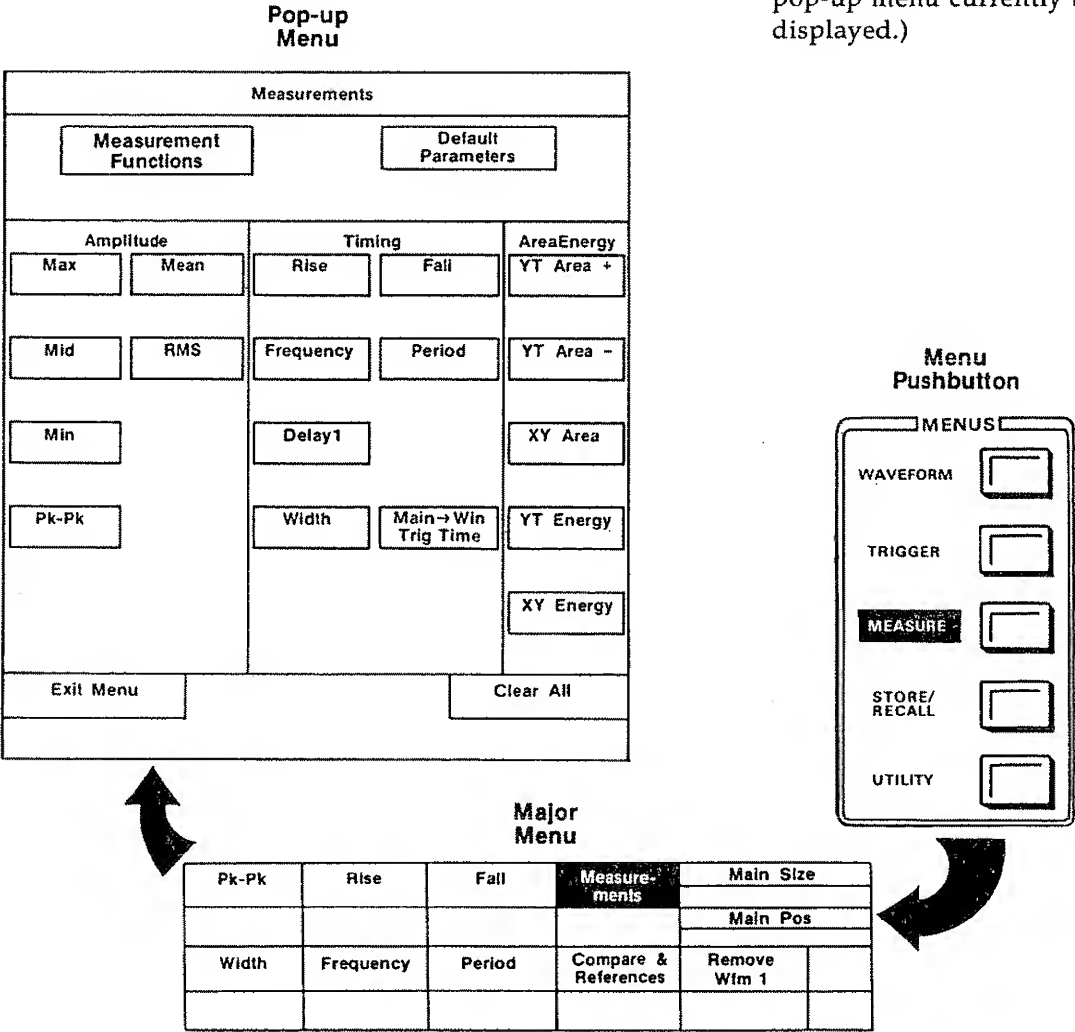 pop-up menu currently
displayed.)
Pop-up
Menu
Measurements
Measurement
Functions
Default
Parameters
Amplitude
Timing
AreaEnergy
Max
Mean
Rise
Fall
YT Area +
Mid
RMS
Frequency
Period
YT Area -
Min
Delay1
XY Area
Pk-Pk
Width
Main→Win
Trig Time
YT Energy
XY Energy
Exit Menu
Clear All
Menu
Pushbutton
MENUS
WAVEFORM
TRIGGER
MEASURE
STORE/
RECALL
UTILITY
Major
Menu
Pk-Pk
Rise
Fall
Measure-
ments
Main Size
Main Pos
Width
Frequency
Period
Compare &
References
Remove
Wfm 1